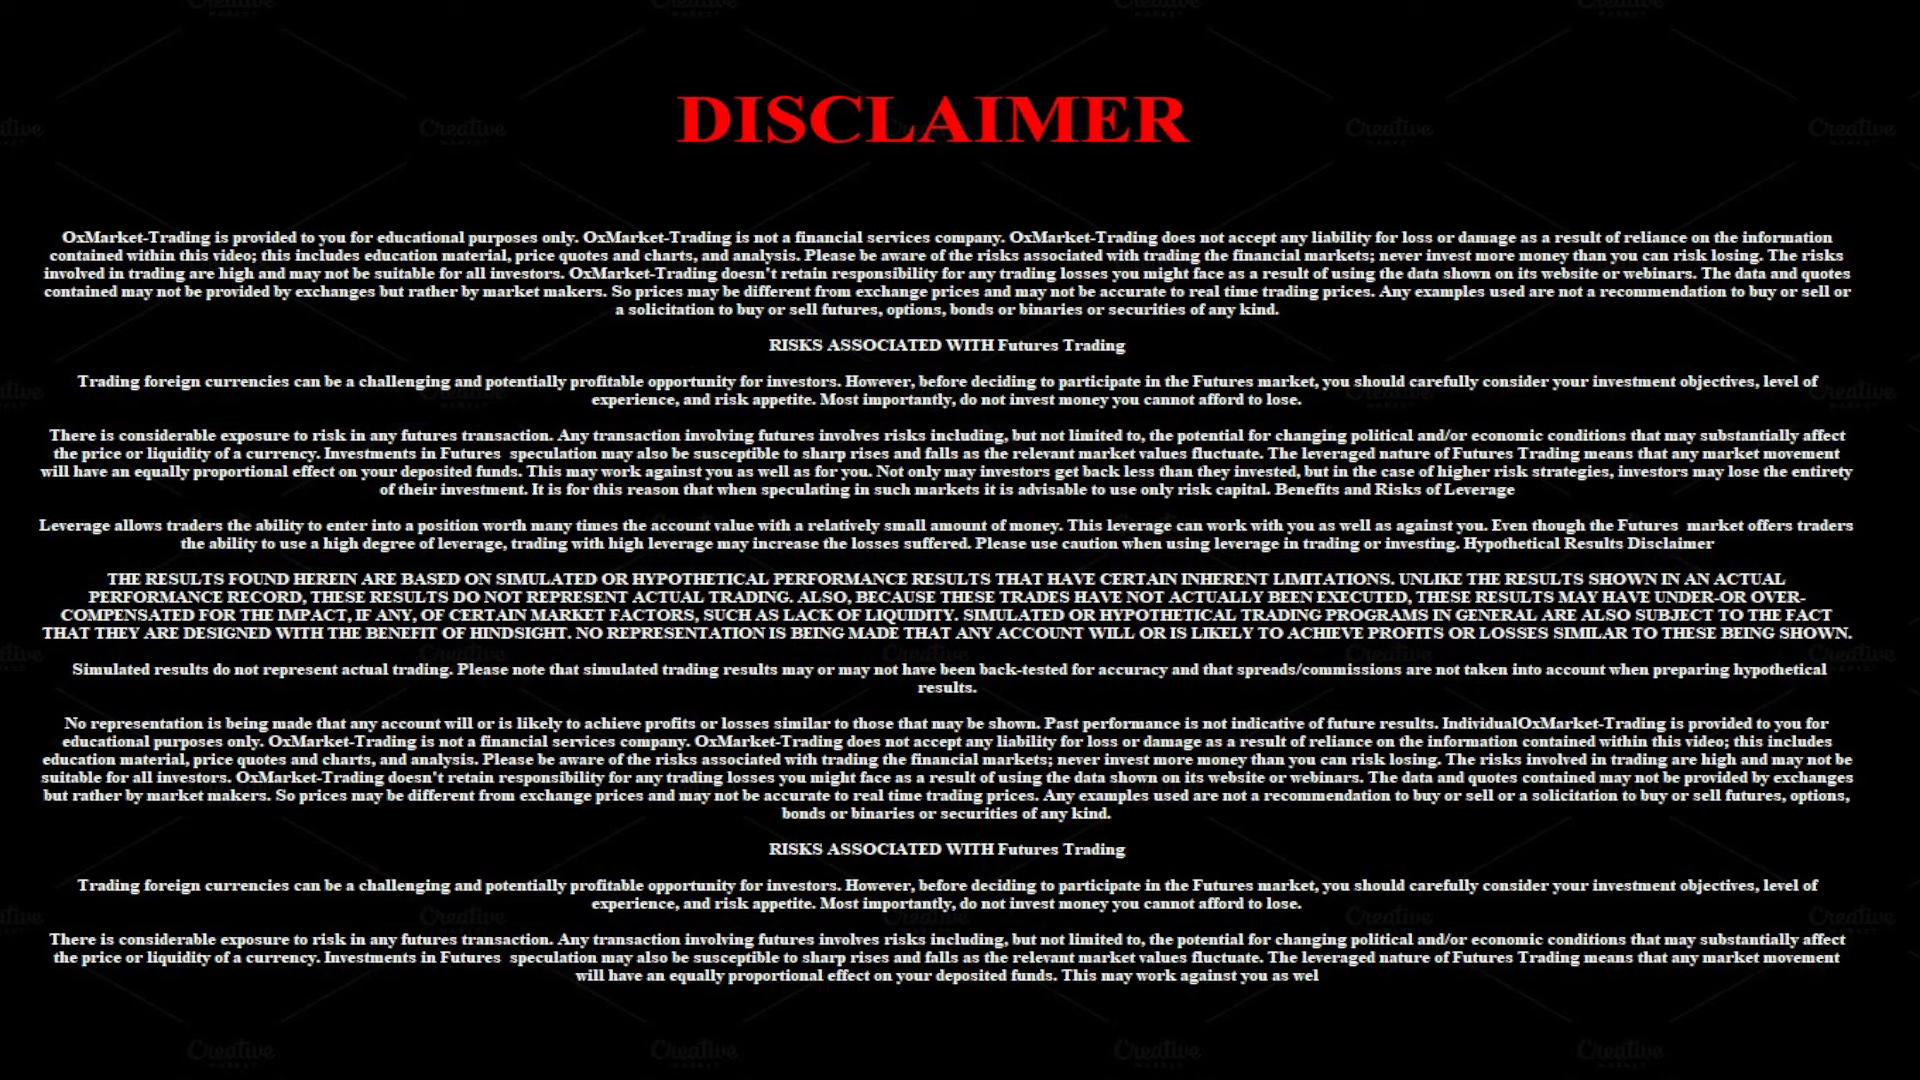 DISCLAIMER
OxMarket-Trading is provided to you for educational purposes only. OxMarket-Trading is not a financial services company. OxMarket-Trading does not accept any liability for loss or damage as a result of reliance on the information
contained within this video; this includes education material, price quotes and charts, and analysis. Please be aware of the risks associated with trading the financial markets; never invest more money than you can risk losing. The risks
involved in trading are high and may not be suitable for all investors. OxMarket-Trading doesn't retain responsibility for any trading losses you might face as a result of using the data shown on its website or webinars. The data and quotes
contained may not be provided by exchanges but rather by market makers. So prices may be different from exchange prices and may not be accurate to real time trading prices. Any examples used are not a recommendation to buy or sell or
a solicitation to buy or sell futures, options, bonds or binaries or securities of any kind.
RISKS ASSOCIATED WITH Futures Trading
Trading foreign currencies can be a challenging and potentially profitable opportunity for investors. However, before deciding to participate in the Futures market, you should carefully consider your investment objectives, level of
experience, and risk appetite. Most importantly, do not invest money you cannot afford to lose.
There is considerable exposure to risk in any futures transaction. Any transaction involving futures involves risks including, but not limited to, the potential for changing political and/or economic conditions that may substantially affect
the price or liquidity of a currency. Investments in Futures  speculation may also be susceptible to sharp rises and falls as the relevant market values fluctuate. The leveraged nature of Futures Trading means that any market movement
will have an equally proportional effect on your deposited funds. This may work against you as well as for you. Not only may investors get back less than they invested, but in the case of higher risk strategies, investors may lose the entirety
of their investment. It is for this reason that when speculating in such markets it is advisable to use only risk capital. Benefits and Risks of Leverage
Leverage allows traders the ability to enter into a position worth many times the account value with a relatively small amount of money. This leverage can work with you as well as against you. Even though the Futures  market offers traders
the ability to use a high degree of leverage, trading with high leverage may increase the losses suffered. Please use caution when using leverage in trading or investing. Hypothetical Results Disclaimer
THE RESULTS FOUND HEREIN ARE BASED ON SIMULATED OR HYPOTHETICAL PERFORMANCE RESULTS THAT HAVE CERTAIN INHERENT LIMITATIONS. UNLIKE THE RESULTS SHOWN IN AN ACTUAL
PERFORMANCE RECORD, THESE RESULTS DO NOT REPRESENT ACTUAL TRADING. ALSO, BECAUSE THESE TRADES HAVE NOT ACTUALLY BEEN EXECUTED, THESE RESULTS MAY HAVE UNDER-OR OVER-
COMPENSATED FOR THE IMPACT, IF ANY, OF CERTAIN MARKET FACTORS, SUCH AS LACK OF LIQUIDITY. SIMULATED OR HYPOTHETICAL TRADING PROGRAMS IN GENERAL ARE ALSO SUBJECT TO THE FACT
THAT THEY ARE DESIGNED WITH THE BENEFIT OF HINDSIGHT. NO REPRESENTATION IS BEING MADE THAT ANY ACCOUNT WILL OR IS LIKELY TO ACHIEVE PROFITS OR LOSSES SIMILAR TO THESE BEING SHOWN.
Simulated results do not represent actual trading. Please note that simulated trading results may or may not have been back-tested for accuracy and that spreads/commissions are not taken into account when preparing hypothetical
results.
No representation is being made that any account will or is likely to achieve profits or losses similar to those that may be shown. Past performance is not indicative of future results. IndividualOxMarket-Trading is provided to you for
educational purposes only. OxMarket-Trading is not a financial services company. OxMarket-Trading does not accept any liability for loss or damage as a result of reliance on the information contained within this video; this includes
education material, price quotes and charts, and analysis. Please be aware of the risks associated with trading the financial markets; never invest more money than you can risk losing. The risks involved in trading are high and may not be
suitable for all investors. OxMarket-Trading doesn't retain responsibility for any trading losses you might face as a result of using the data shown on its website or webinars. The data and quotes contained may not be provided by exchanges
but rather by market makers. So prices may be different from exchange prices and may not be accurate to real time trading prices. Any examples used are not a recommendation to buy or sell or a solicitation to buy or sell futures, options,
bonds or binaries or securities of any kind.
RISKS ASSOCIATED WITH Futures Trading
Trading foreign currencies can be a challenging and potentially profitable opportunity for investors. However, before deciding to participate in the Futures market, you should carefully consider your investment objectives, level of
experience, and risk appetite. Most importantly, do not invest money you cannot afford to lose.
There is considerable exposure to risk in any futures transaction. Any transaction involving futures involves risks including, but not limited to, the potential for changing political and/or economic conditions that may substantially affect
the price or liquidity of a currency. Investments in Futures  speculation may also be susceptible to sharp rises and falls as the relevant market values fluctuate. The leveraged nature of Futures Trading means that any market movement
will have an equally proportional effect on your deposited funds. This may work against you as wel